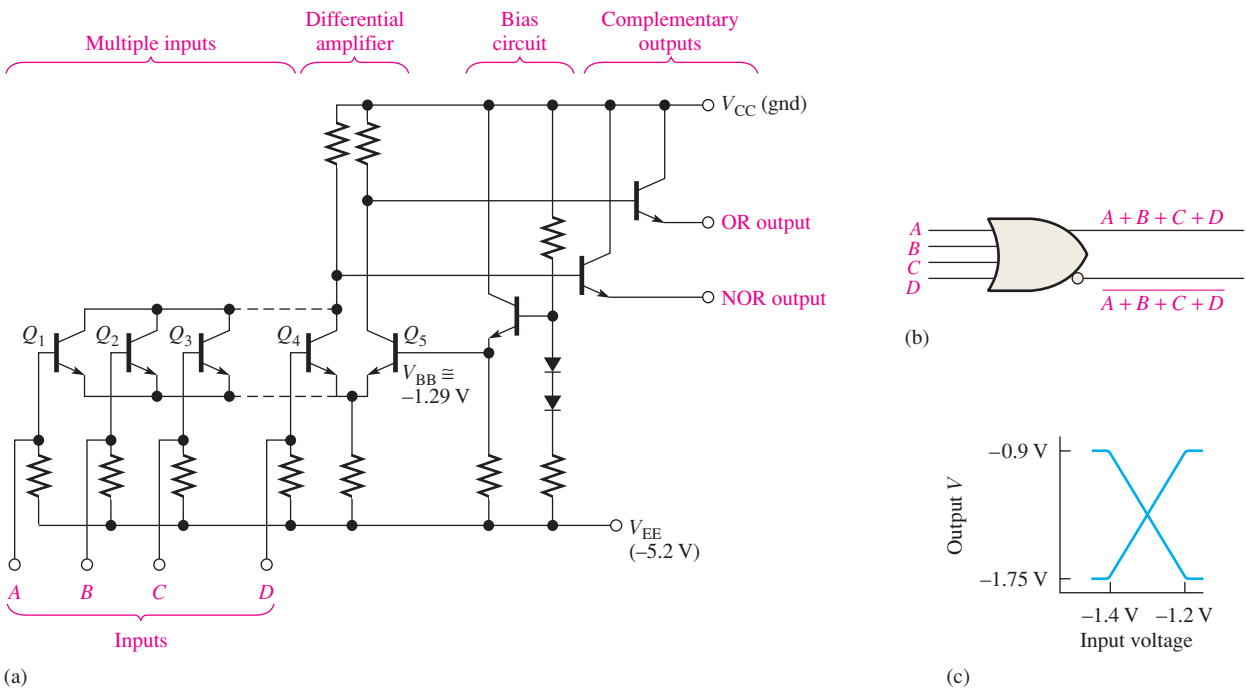 Multiple inputs
Differential
amplifier
Bias
circuit
Complementary
outputs
V_CC (gnd)
OR output
NOR output
Q_1
Q_2
Q_3
Q_4
Q_5
V_BB ≅
–1.29 V
V_EE
(–5.2 V)
A
B
C
D
Inputs
(a)
A
B
C
D
A + B + C + D
\overline{A + B + C + D}
(b)
–0.9 V
Output V
–1.75 V
–1.4 V
–1.2 V
Input voltage
(c)